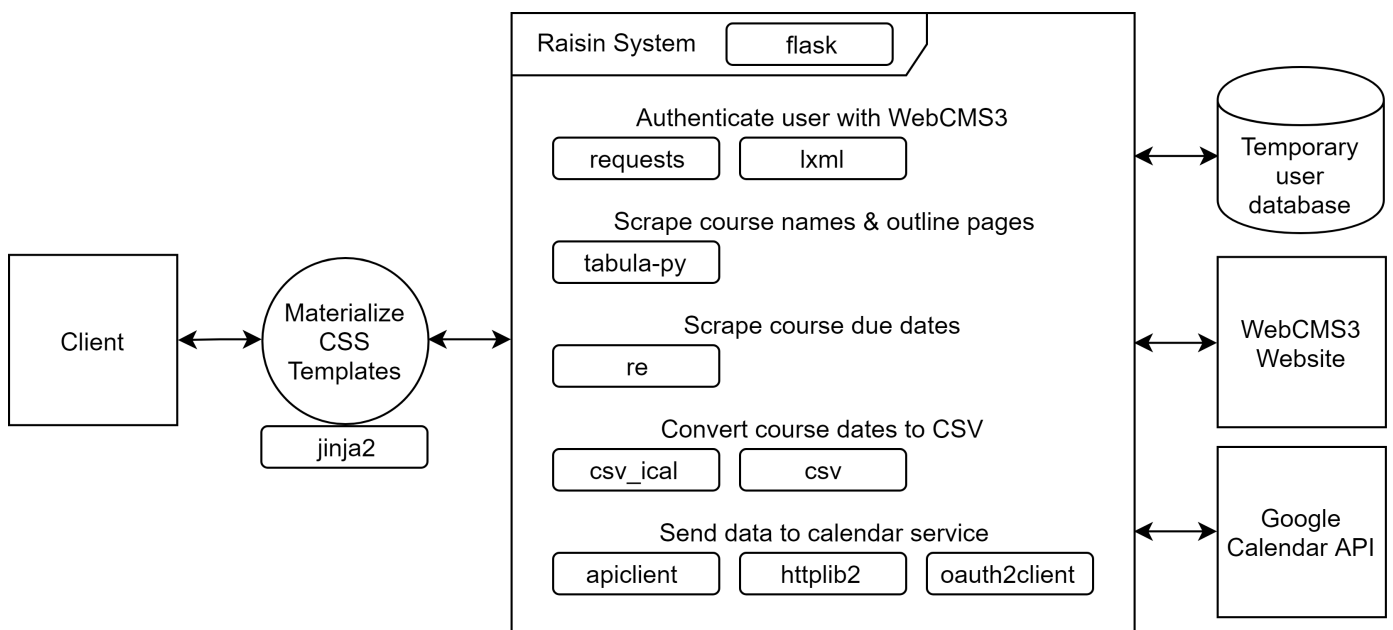 Raisin System
flask
Authenticate user with WebCMS3
requests
lxml
Scrape course names & outline pages
tabula-py
Scrape course due dates
re
Convert course dates to CSV
csv_ical
csv
Send data to calendar service
apiclient
httplib2
oauth2client
Client
Materialize
CSS
Templates
jinja2
Temporary
user
database
WebCMS3
Website
Google
Calendar API